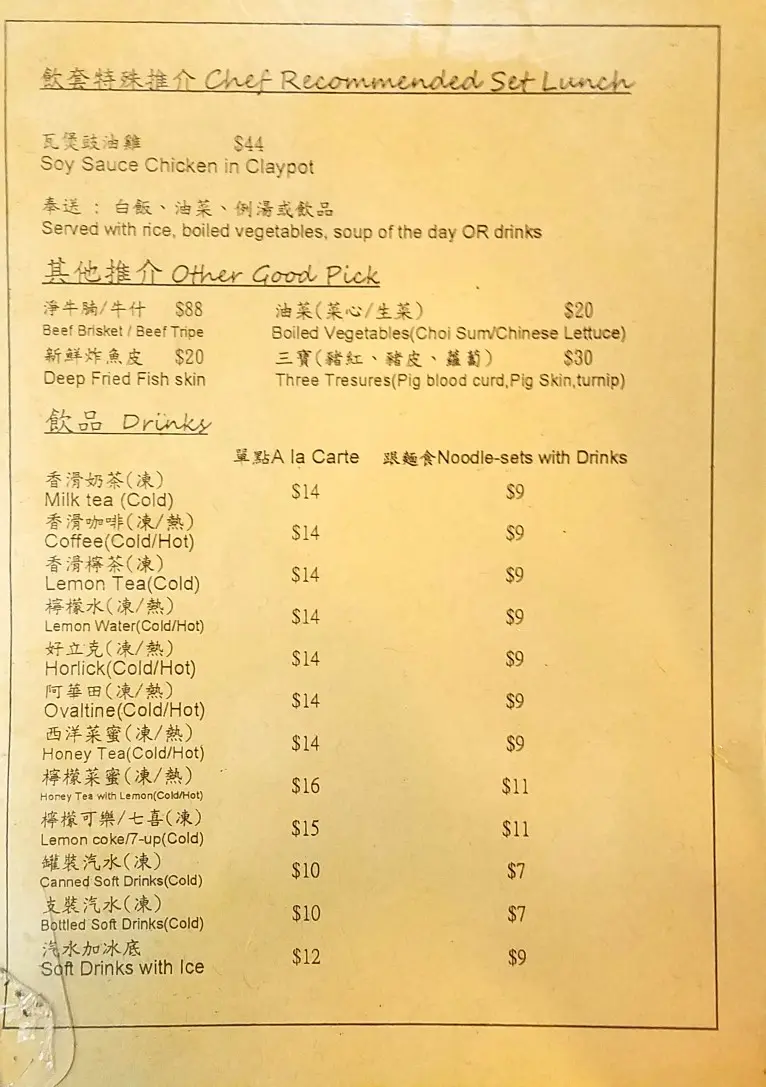 飲套特殊推介 Chef Recommended Set Lunch
瓦煲豉油雞 $44
Soy Sauce Chicken in Claypot
奉送 : 白飯、油菜、例湯或飲品
Served with rice, boiled vegetables, soup of the day OR drinks
其他推介 Other Good Pick
淨牛腩/牛什 $88 油菜(菜心/生菜) $20
Beef Brisket / Beef Tripe Boiled Vegetables(Choi Sum/Chinese Lettuce)
新鮮炸魚皮 $20 三寶(豬紅、豬皮、蘿蔔) $30
Deep Fried Fish skin Three Tresures(Pig blood curd,Pig Skin,turnip)
飲品 Drinks
單點A la Carte 跟麵食Noodle-sets with Drinks
香滑奶茶(凍)
Milk tea (Cold) $14 $9
香滑咖啡(凍/熱)
Coffee(Cold/Hot) $14 $9
香滑檸茶(凍)
Lemon Tea(Cold) $14 $9
檸檬水(凍/熱)
Lemon Water(Cold/Hot) $14 $9
好立克(凍/熱)
Horlick(Cold/Hot) $14 $9
阿華田(凍/熱)
Ovaltine(Cold/Hot) $14 $9
西洋菜蜜(凍/熱)
Honey Tea(Cold/Hot) $14 $9
檸檬菜蜜(凍/熱)
Honey Tea with Lemon(Cold/Hot) $16 $11
檸檬可樂/七喜(凍)
Lemon coke/7-up(Cold) $15 $11
罐裝汽水(凍)
Canned Soft Drinks(Cold) $10 $7
支裝汽水(凍)
Bottled Soft Drinks(Cold) $10 $7
汽水加冰底
Soft Drinks with Ice $12 $9